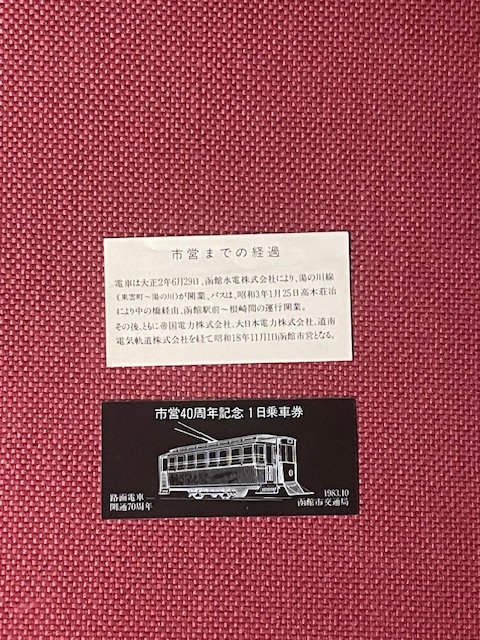 市営までの経過
電車は大正2年6月29日、函館水電株式会社により、湯の川線
(東雲町〜湯の川)が開業、バスは、昭和3年1月25日高木荘治
により中の橋経由、函館駅前〜根崎間の運行開業。
その後、ともに帝国電力株式会社、大日本電力株式会社、道南
電気軌道株式会社を経て昭和18年11月1日函館市営となる。
市営40周年記念 1日乗車券
路面電車
開通70周年
1983.10
函館市交通局